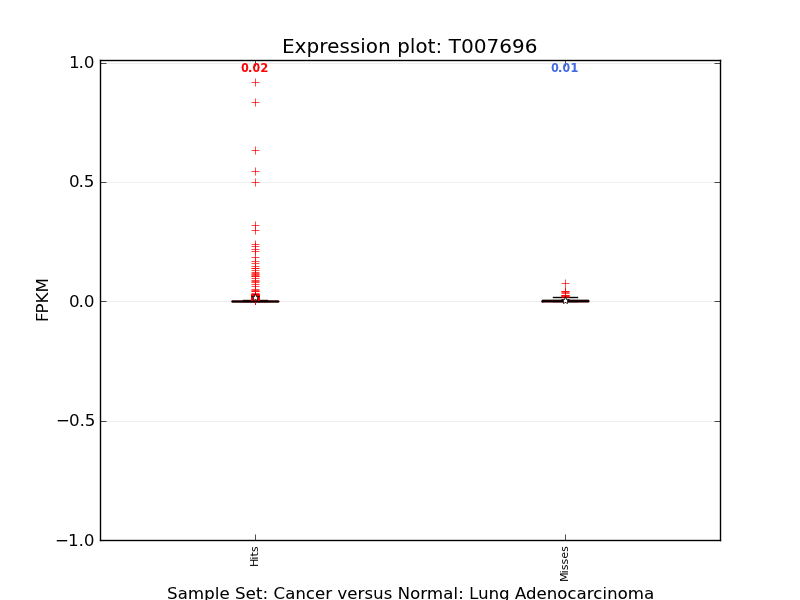 Expression plot: T007696
1.0
0.02
0.01
0.5
0.0
−0.5
−1.0
FPKM
Hits
Misses
Sample Set: Cancer versus Normal: Lung Adenocarcinoma